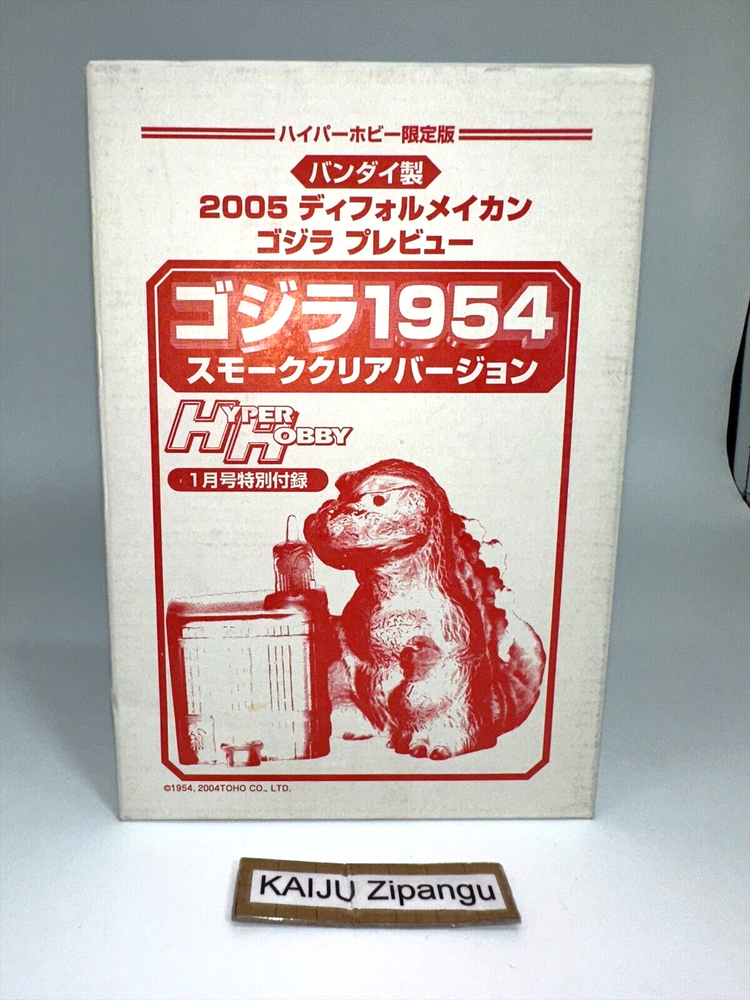 ハイパーホビー限定版
バンダイ製
2005 ディフォルメイカン
ゴジラ プレビュー
ゴジラ1954
スモーククリアバージョン
HYPER
HOBBY
1月号特別付録
©1954, 2004TOHO CO., LTD.
KAIJU Zipangu